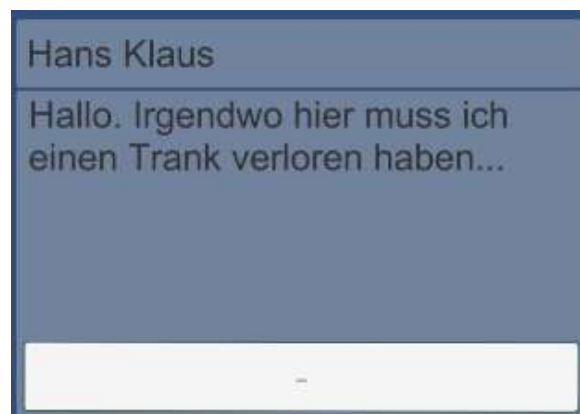 Hans Klaus
Hallo. Irgendwo hier muss ich
einen Trank verloren haben...
-